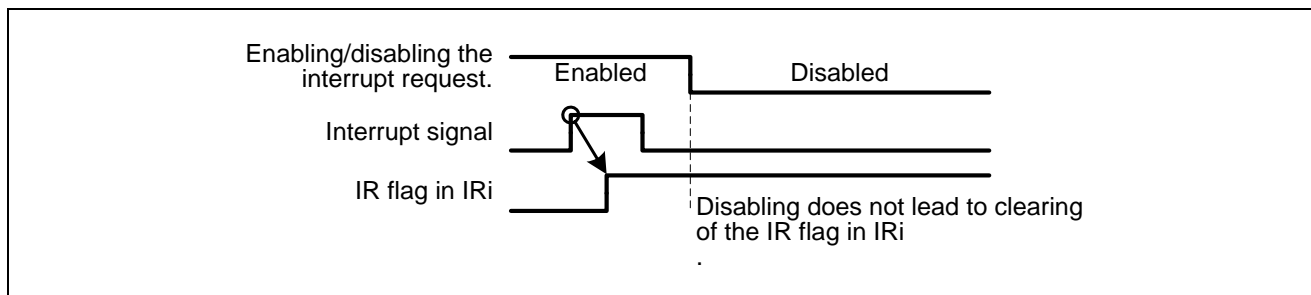 Enabling/disabling the
interrupt request.
Enabled
Disabled
Interrupt signal
IR flag in IRi
Disabling does not lead to clearing
of the IR flag in IRi
.